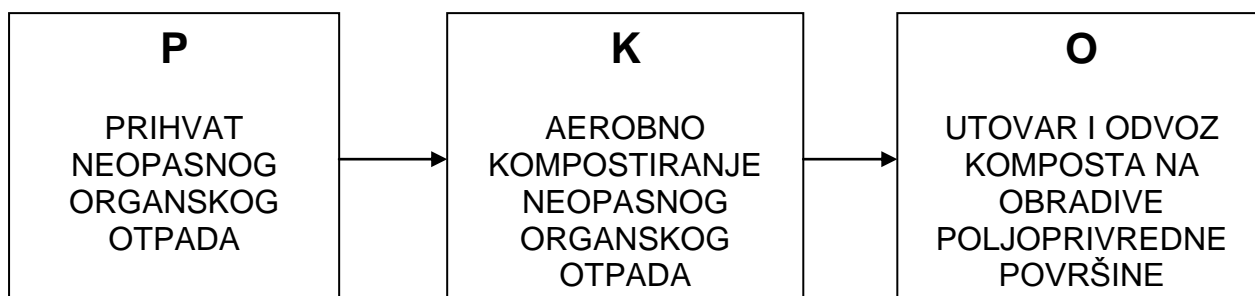 P
PRIHVAT
NEOPASNOG
ORGANSKOG
OTPADA
K
AEROBNO
KOMPOSTIRANJE
NEOPASNOG
ORGANSKOG
OTPADA
O
UTOVAR I ODVOZ
KOMPOSTA NA
OBRADIVE
POLJOPRIVREDNE
POVRŠINE